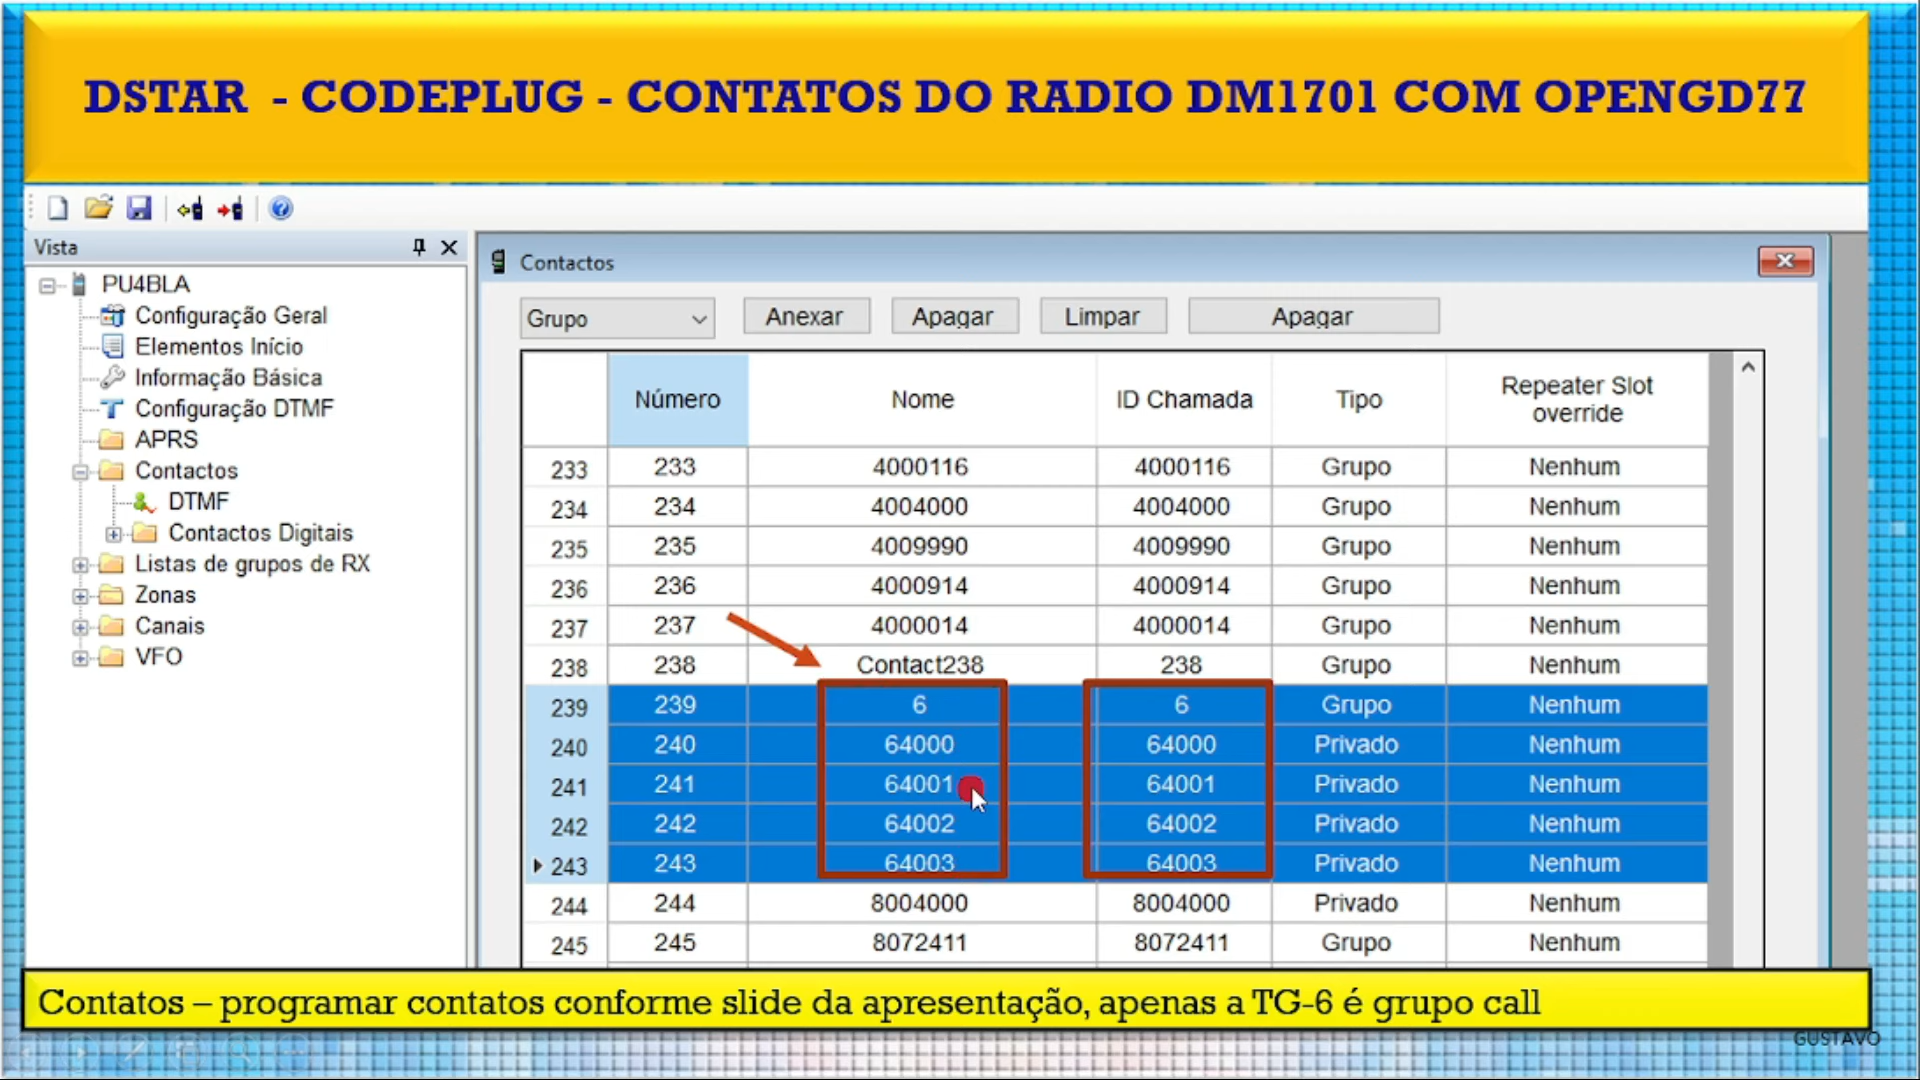 DSTAR - CODEPLUG - CONTATOS DO RADIO DM1701 COM OPENGD77
Vista
PU4BLA
Configuração Geral
Elementos Início
Informação Básica
Configuração DTMF
APRS
Contactos
DTMF
Contactos Digitais
Listas de grupos de RX
Zonas
Canais
VFO
Contactos
Grupo Anexar Apagar Limpar Apagar
Número Nome ID Chamada Tipo Repeater Slot override
233 233 4000116 4000116 Grupo Nenhum
234 234 4004000 4004000 Grupo Nenhum
235 235 4009990 4009990 Grupo Nenhum
236 236 4000914 4000914 Grupo Nenhum
237 237 4000014 4000014 Grupo Nenhum
238 238 Contact238 238 Grupo Nenhum
239 239 6 6 Grupo Nenhum
240 240 64000 64000 Privado Nenhum
241 241 64001 64001 Privado Nenhum
242 242 64002 64002 Privado Nenhum
243 243 64003 64003 Privado Nenhum
244 244 8004000 8004000 Privado Nenhum
245 245 8072411 8072411 Grupo Nenhum
Contatos – programar contatos conforme slide da apresentação, apenas a TG-6 é grupo call
GUSTAVO